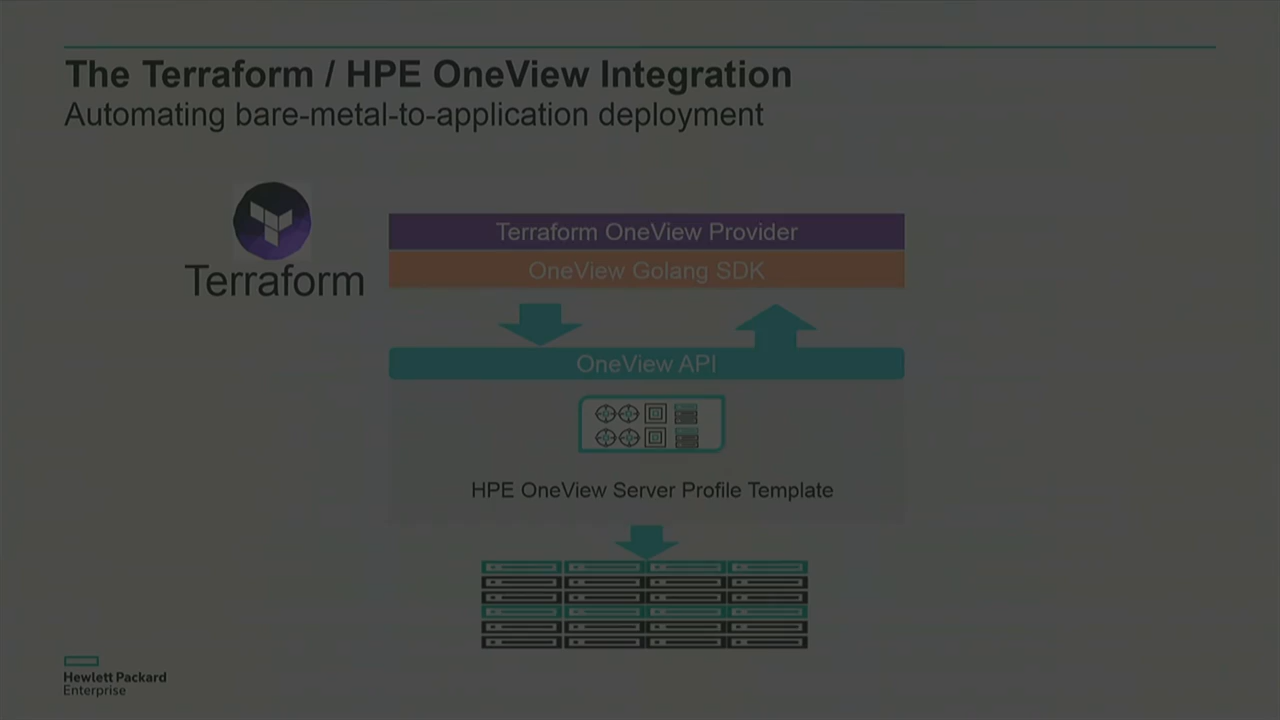 The Terraform / HPE OneView Integration
Automating bare-metal-to-application deployment
Terraform OneView Provider
OneView Golang SDK
Terraform
OneView API
HPE OneView Server Profile Template
Hewlett Packard
Enterprise